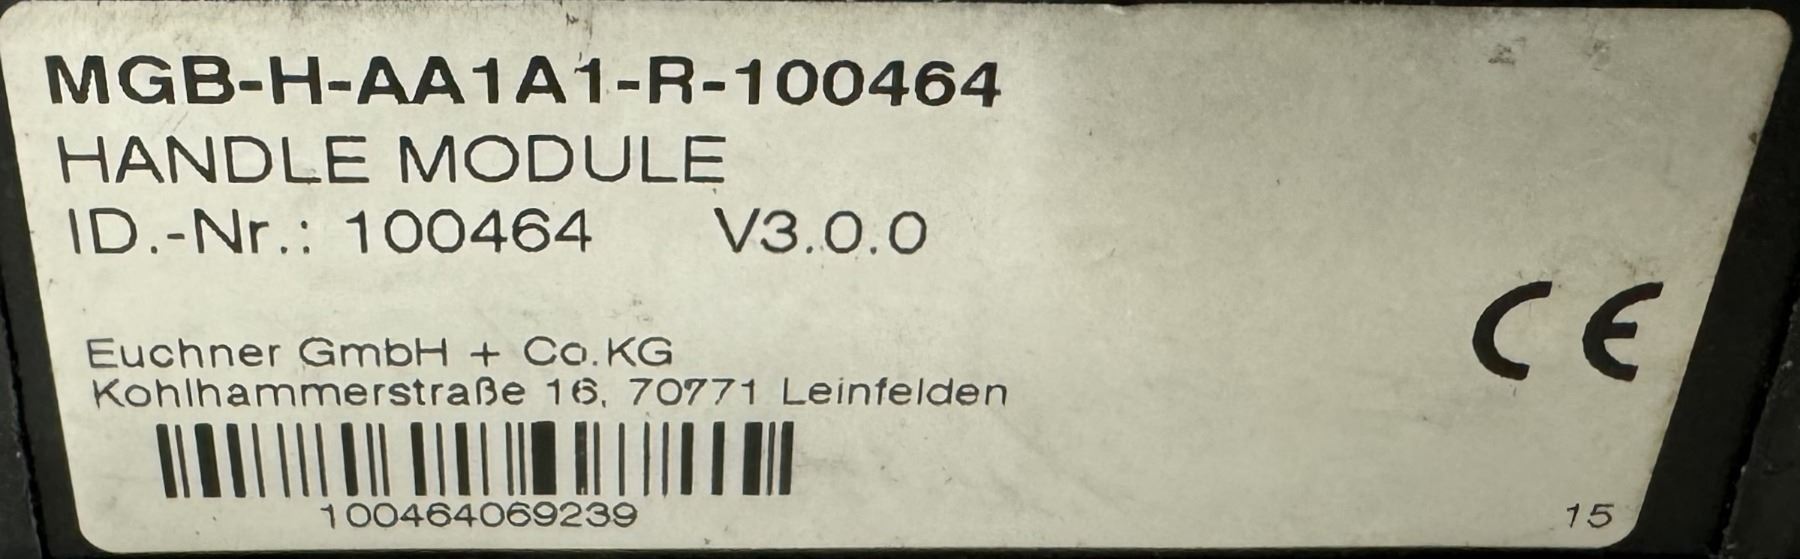 MGB-H-AA1A1-R-100464
HANDLE MODULE
ID.-Nr.: 100464 V3.0.0
CE
Euchner GmbH + Co.KG
Kohlhammerstraße 16, 70771 Leinfelden
100464069239
15